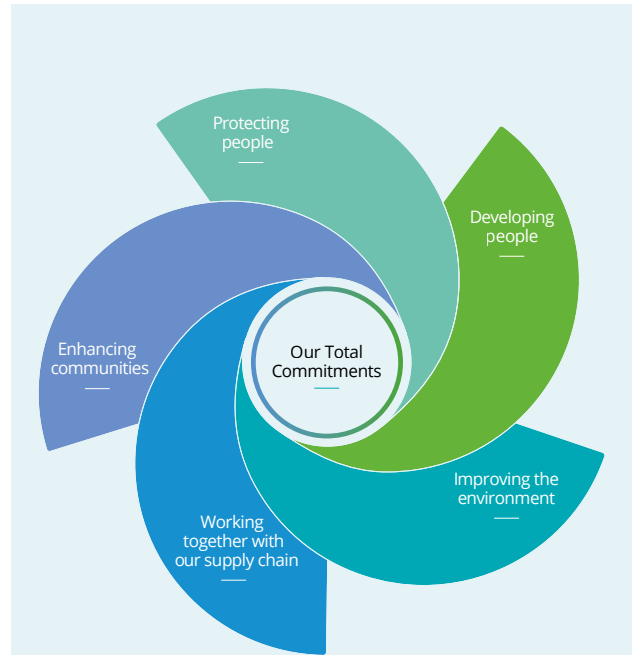 Protecting
people
Developing
people
Enhancing
communities
Our Total
Commitments
Improving the
environment
Working
together with
our supply chain